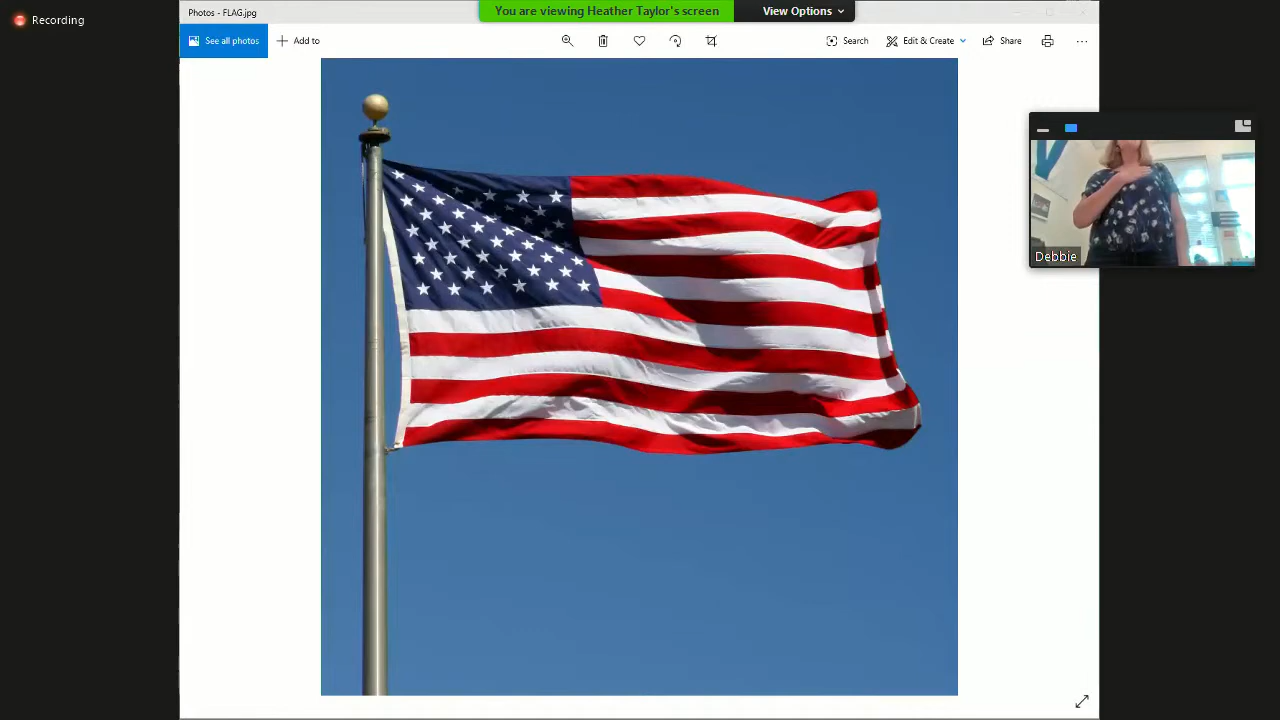 Recording
Photos - FLAG.jpg
You are viewing Heather Taylor's screen
View Options
See all photos
Add to
Search
Edit & Create
Share
Debbie